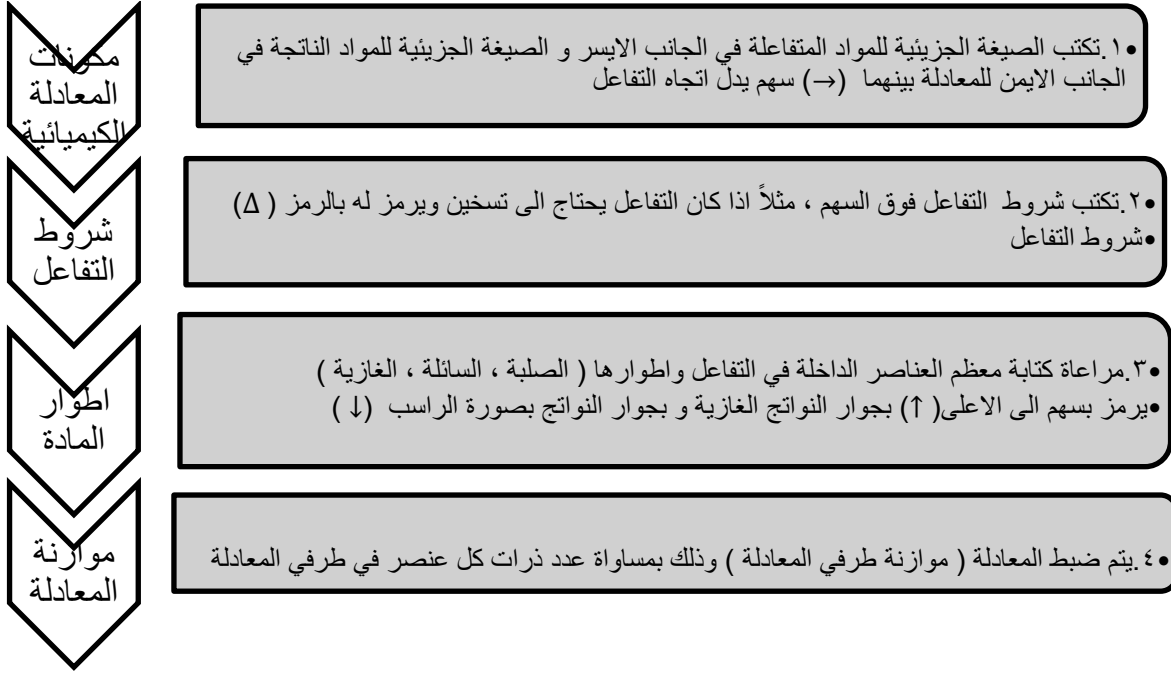 مكونات
المعادلة
الكيميائية
•١.تكتب الصيغة الجزيئية للمواد المتفاعلة في الجانب الايسر و الصيغة الجزيئية للمواد الناتجة في
الجانب الايمن للمعادلة بينهما (→) سهم يدل اتجاه التفاعل
شروط
التفاعل
•٢.تكتب شروط التفاعل فوق السهم ، مثلاً اذا كان التفاعل يحتاج الى تسخين ويرمز له بالرمز ( Δ)
•شروط التفاعل
اطوار
المادة
•٣.مراعاة كتابة معظم العناصر الداخلة في التفاعل واطوارها ( الصلبة ، السائلة ، الغازية )
•يرمز بسهم الى الاعلى( ↑) بجوار النواتج الغازية و بجوار النواتج بصورة الراسب (↓ )
موازنة
المعادلة
•٤.يتم ضبط المعادلة ( موازنة طرفي المعادلة ) وذلك بمساواة عدد ذرات كل عنصر في طرفي المعادلة